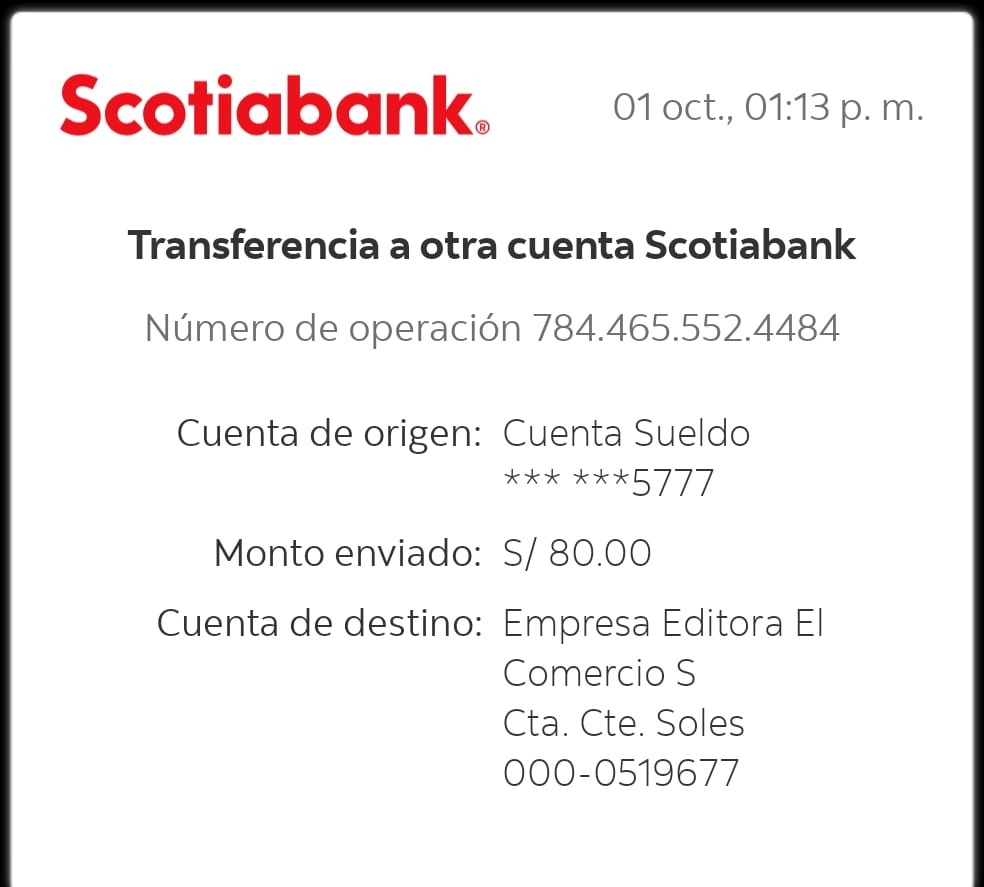 Scotiabank®
01 oct., 01:13 p. m.
Transferencia a otra cuenta Scotiabank
Número de operación 784.465.552.4484
Cuenta de origen: Cuenta Sueldo
*** ***5777
Monto enviado: S/ 80.00
Cuenta de destino: Empresa Editora El
Comercio S
Cta. Cte. Soles
000-0519677